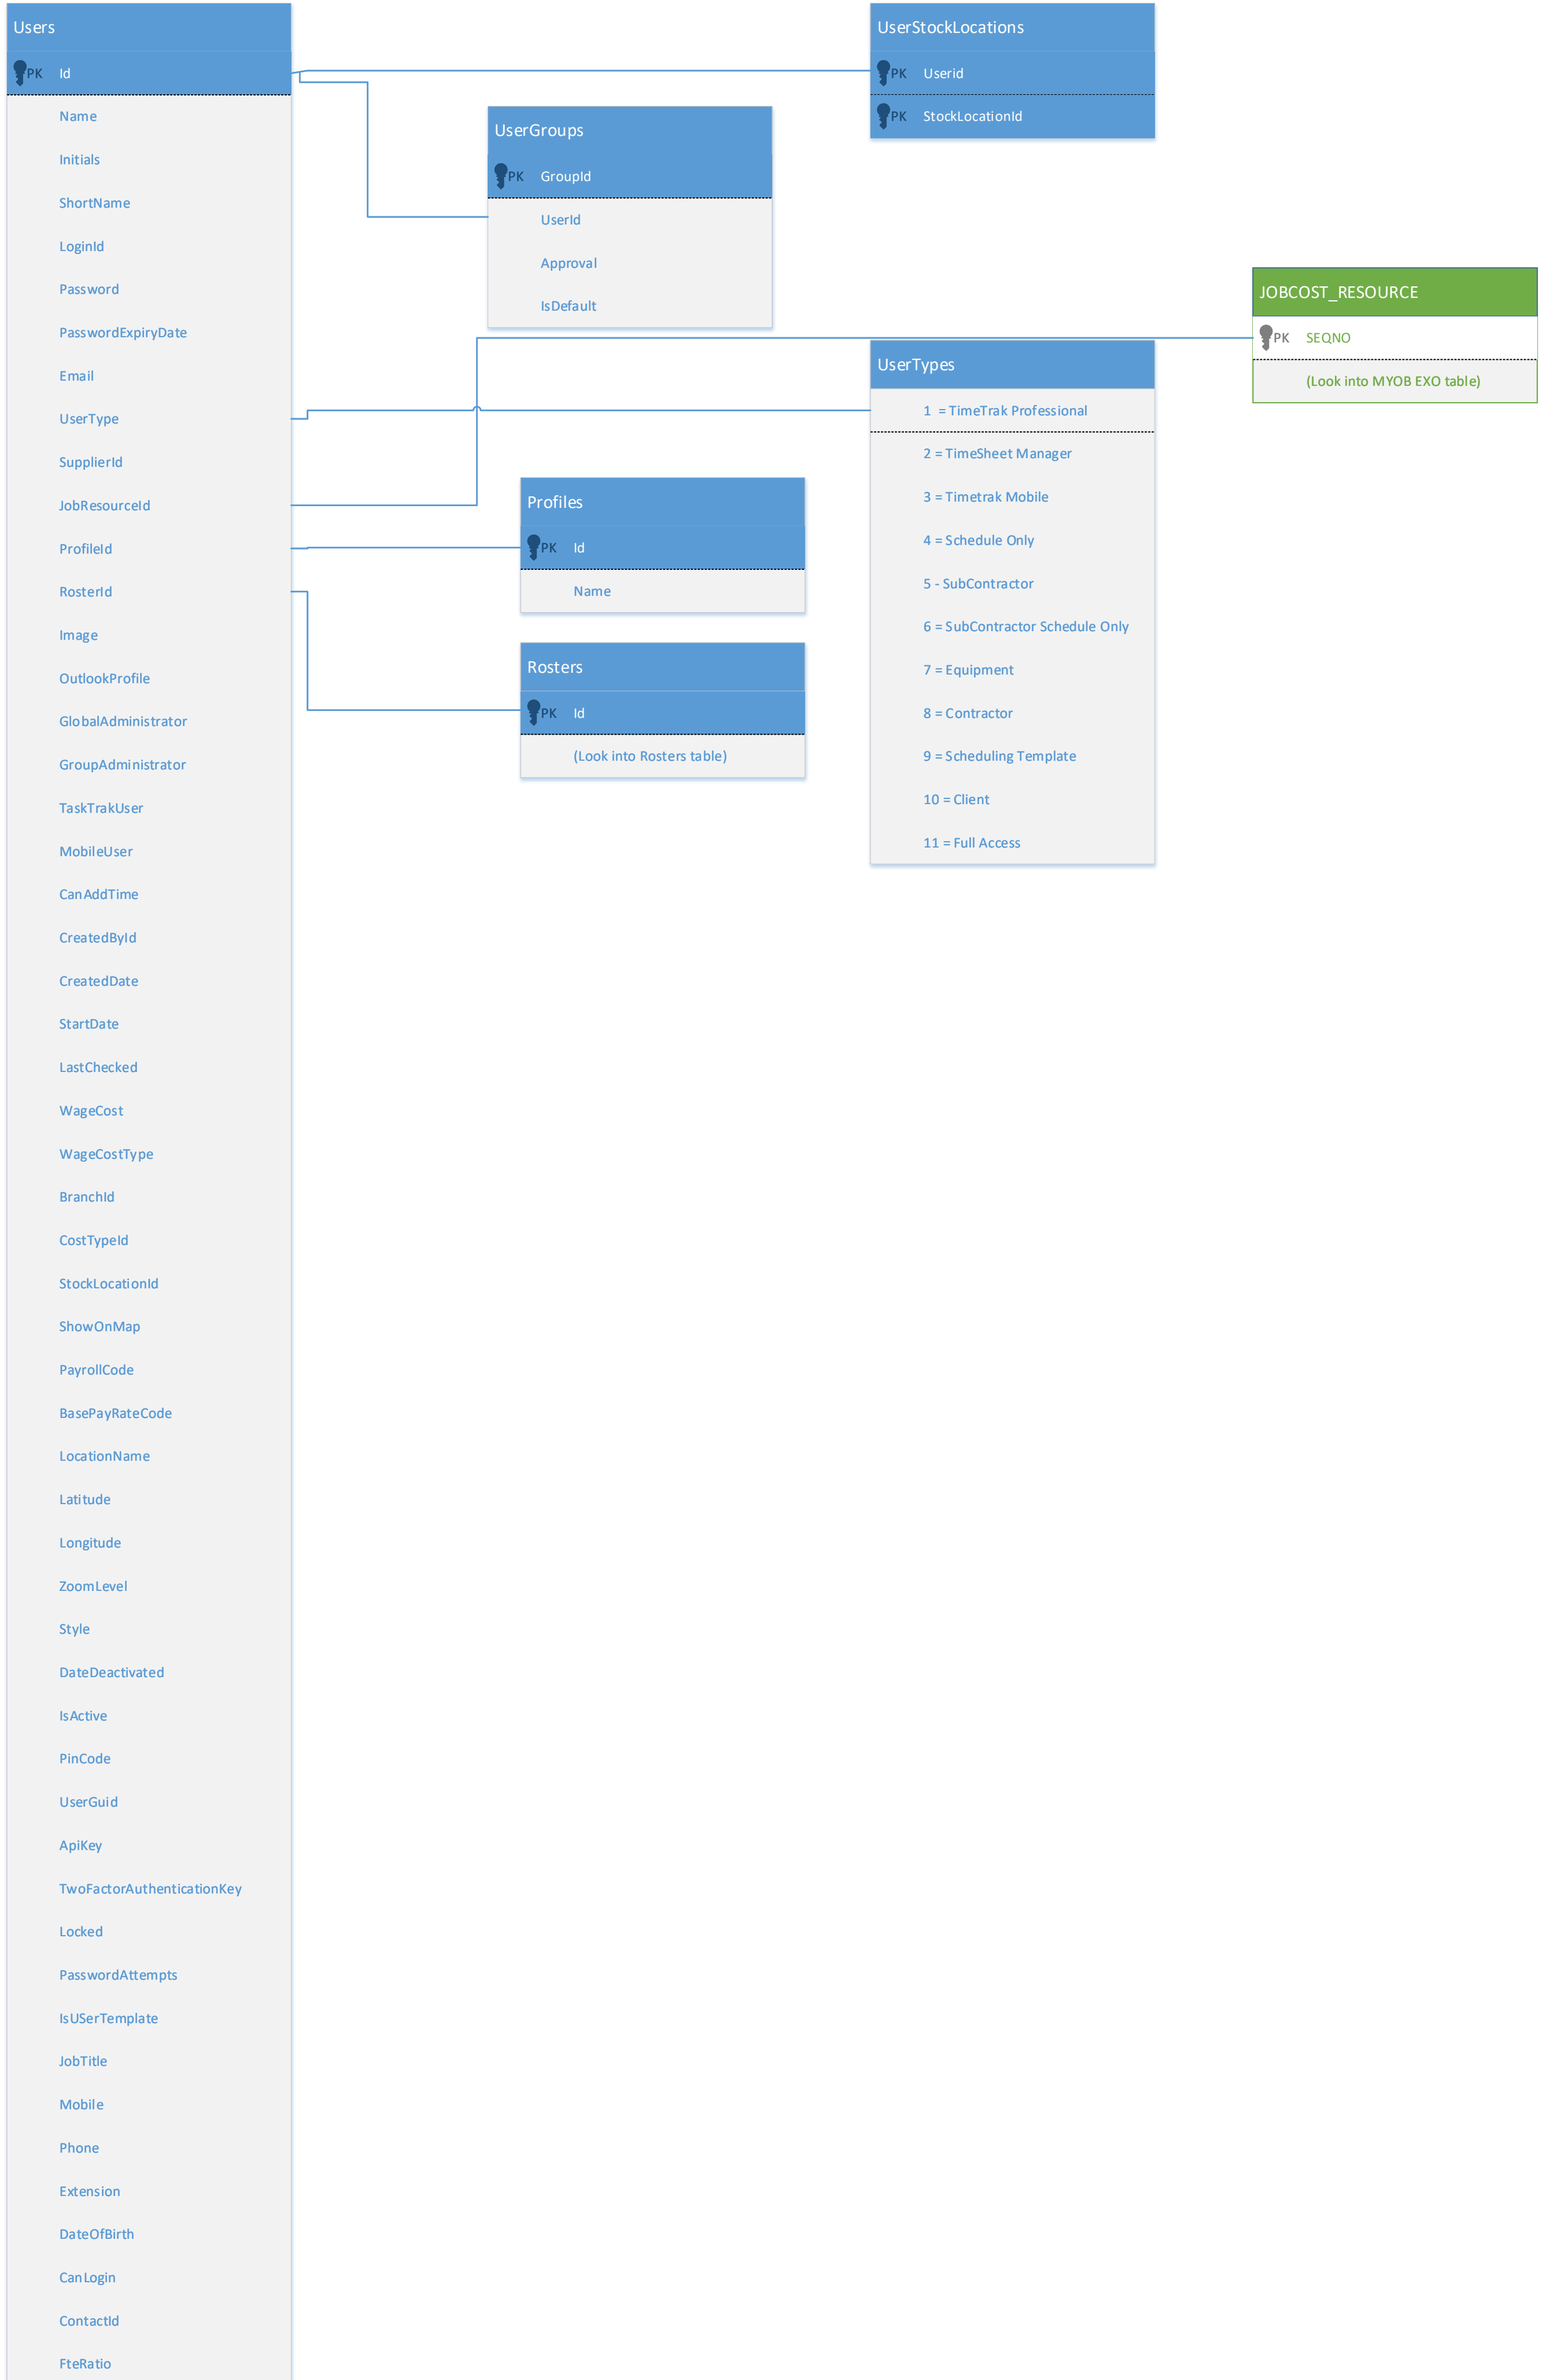 Users
PK Id
Name
Initials
ShortName
LoginId
Password
PasswordExpiryDate
Email
UserType
SupplierId
JobResourceId
ProfileId
RosterId
Image
OutlookProfile
GlobalAdministrator
GroupAdministrator
TaskTrakUser
MobileUser
CanAddTime
CreatedById
CreatedDate
StartDate
LastChecked
WageCost
WageCostType
BranchId
CostTypeId
StockLocationId
ShowOnMap
PayrollCode
BasePayRateCode
LocationName
Latitude
Longitude
ZoomLevel
Style
DateDeactivated
IsActive
PinCode
UserGuid
ApiKey
TwoFactorAuthenticationKey
Locked
PasswordAttempts
IsUSerTemplate
JobTitle
Mobile
Phone
Extension
DateOfBirth
CanLogin
ContactId
FteRatio
UserGroups
PK GroupId
UserId
Approval
IsDefault
Profiles
PK Id
Name
Rosters
PK Id
(Look into Rosters table)
UserStockLocations
PK Userid
PK StockLocationId
UserTypes
1 = TimeTrak Professional
2 = TimeSheet Manager
3 = Timetrak Mobile
4 = Schedule Only
5 - SubContractor
6 = SubContractor Schedule Only
7 = Equipment
8 = Contractor
9 = Scheduling Template
10 = Client
11 = Full Access
JOBCOST_RESOURCE
PK SEQNO
(Look into MYOB EXO table)